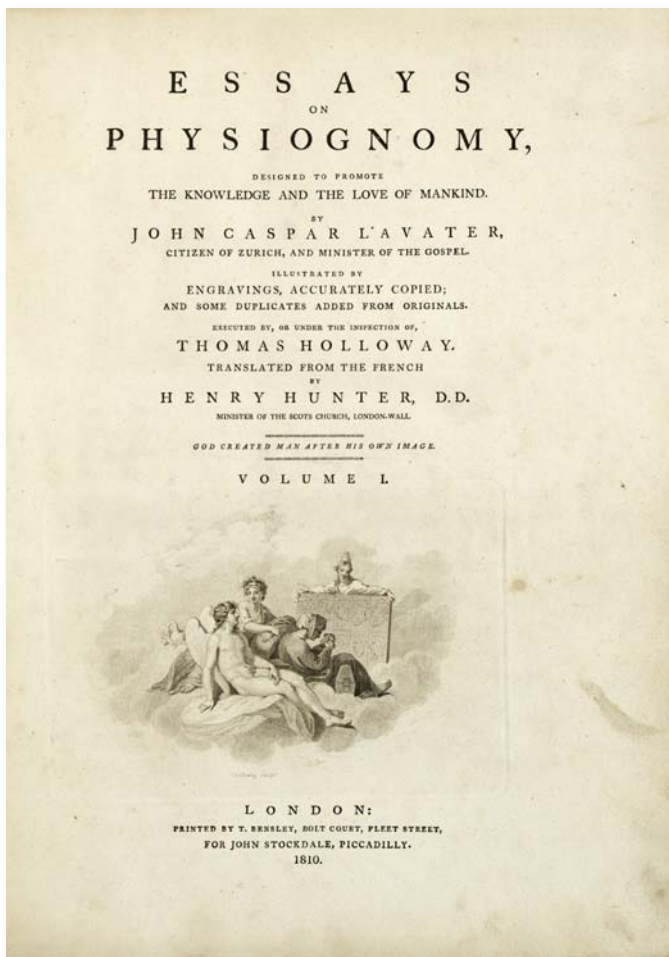 ESSAYS
ON
PHYSIOGNOMY,
DESIGNED TO PROMOTE
THE KNOWLEDGE AND THE LOVE OF MANKIND.
BY
JOHN CASPAR L'AVATER,
CITIZEN OF ZURICH, AND MINISTER OF THE GOSPEL.
ILLUSTRATED BY
ENGRAVINGS, ACCURATELY COPIED;
AND SOME DUPLICATES ADDED FROM ORIGINALS.
EXECUTED BY, OR UNDER THE INSPECTION OF,
THOMAS HOLLOWAY.
TRANSLATED FROM THE FRENCH
BY
HENRY HUNTER, D.D.
MINISTER OF THE SCOTS CHURCH, LONDON-WALL.
GOD CREATED MAN AFTER HIS OWN IMAGE.
VOLUME I.
LONDON:
PRINTED BY T. BENSLEY, BOLT COURT, FLEET STREET,
FOR JOHN STOCKDALE, PICCADILLY.
1810.